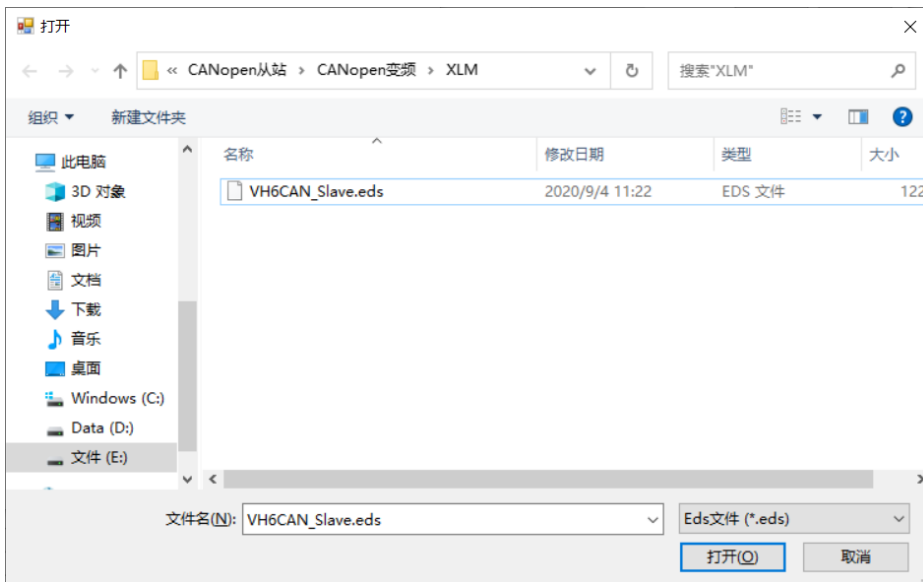 打开
« CANopen从站 › CANopen变频 › XLM
搜索"XLM"
组织
新建文件夹
名称
修改日期
类型
大小
此电脑
VH6CAN_Slave.eds
2020/9/4 11:22
EDS 文件
122
3D 对象
视频
图片
文档
下载
音乐
桌面
Windows (C:)
Data (D:)
文件 (E:)
文件名(N):
VH6CAN_Slave.eds
Eds文件 (*.eds)
打开(O)
取消